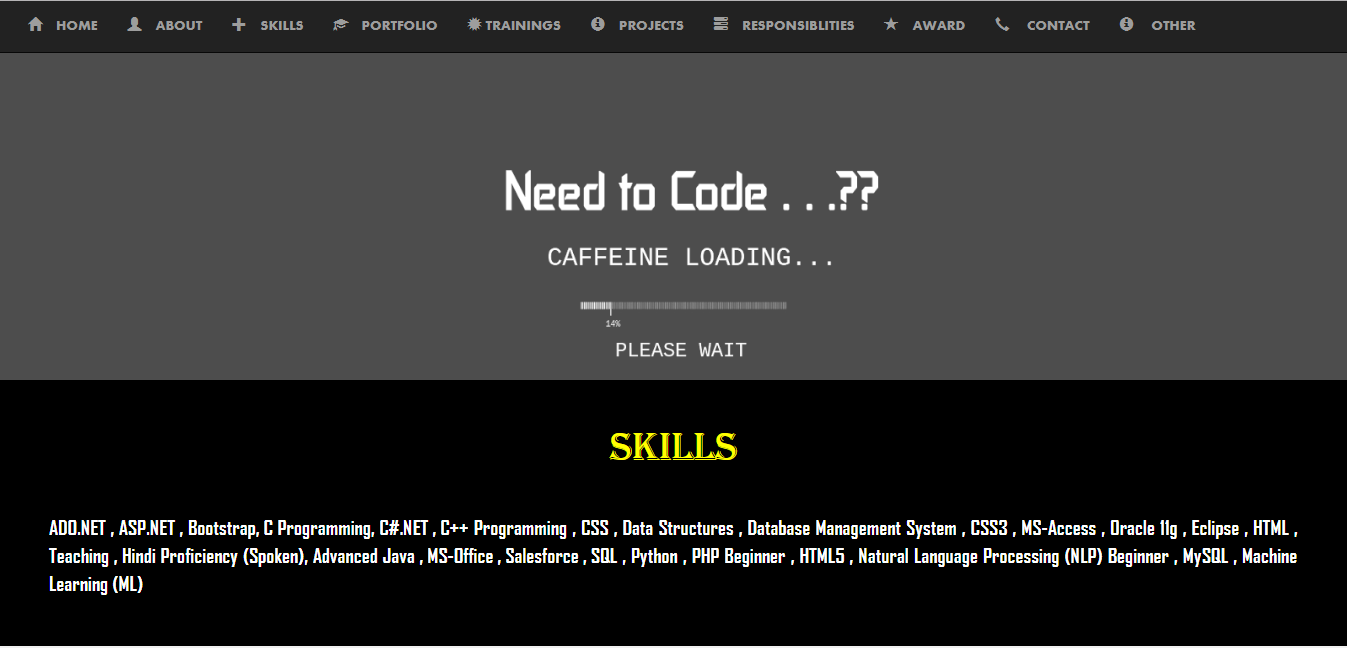 HOME ABOUT SKILLS PORTFOLIO TRAININGS PROJECTS RESPONSIBLITIES AWARD CONTACT OTHER
Need to Code . . .??
CAFFEINE LOADING...
14%
PLEASE WAIT
SKILLS
ADO.NET , ASP.NET , Bootstrap, C Programming, C#.NET , C++ Programming , CSS , Data Structures , Database Management System , CSS3 , MS-Access , Oracle 11g , Eclipse , HTML ,
Teaching , Hindi Proficiency (Spoken), Advanced Java , MS-Office , Salesforce , SQL , Python , PHP Beginner , HTML5 , Natural Language Processing (NLP) Beginner , MySQL , Machine
Learning (ML)